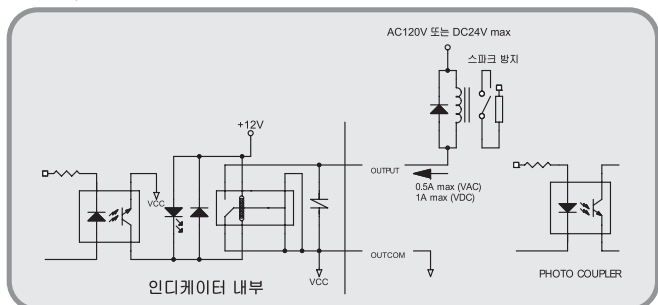 AC120V 또는 DC24V max
스파크 방지
+12V
OUTPUT
VCC
0.5A max (VAC)
1A max (VDC)
OUTCOM
VCC
인디케이터 내부
PHOTO COUPLER